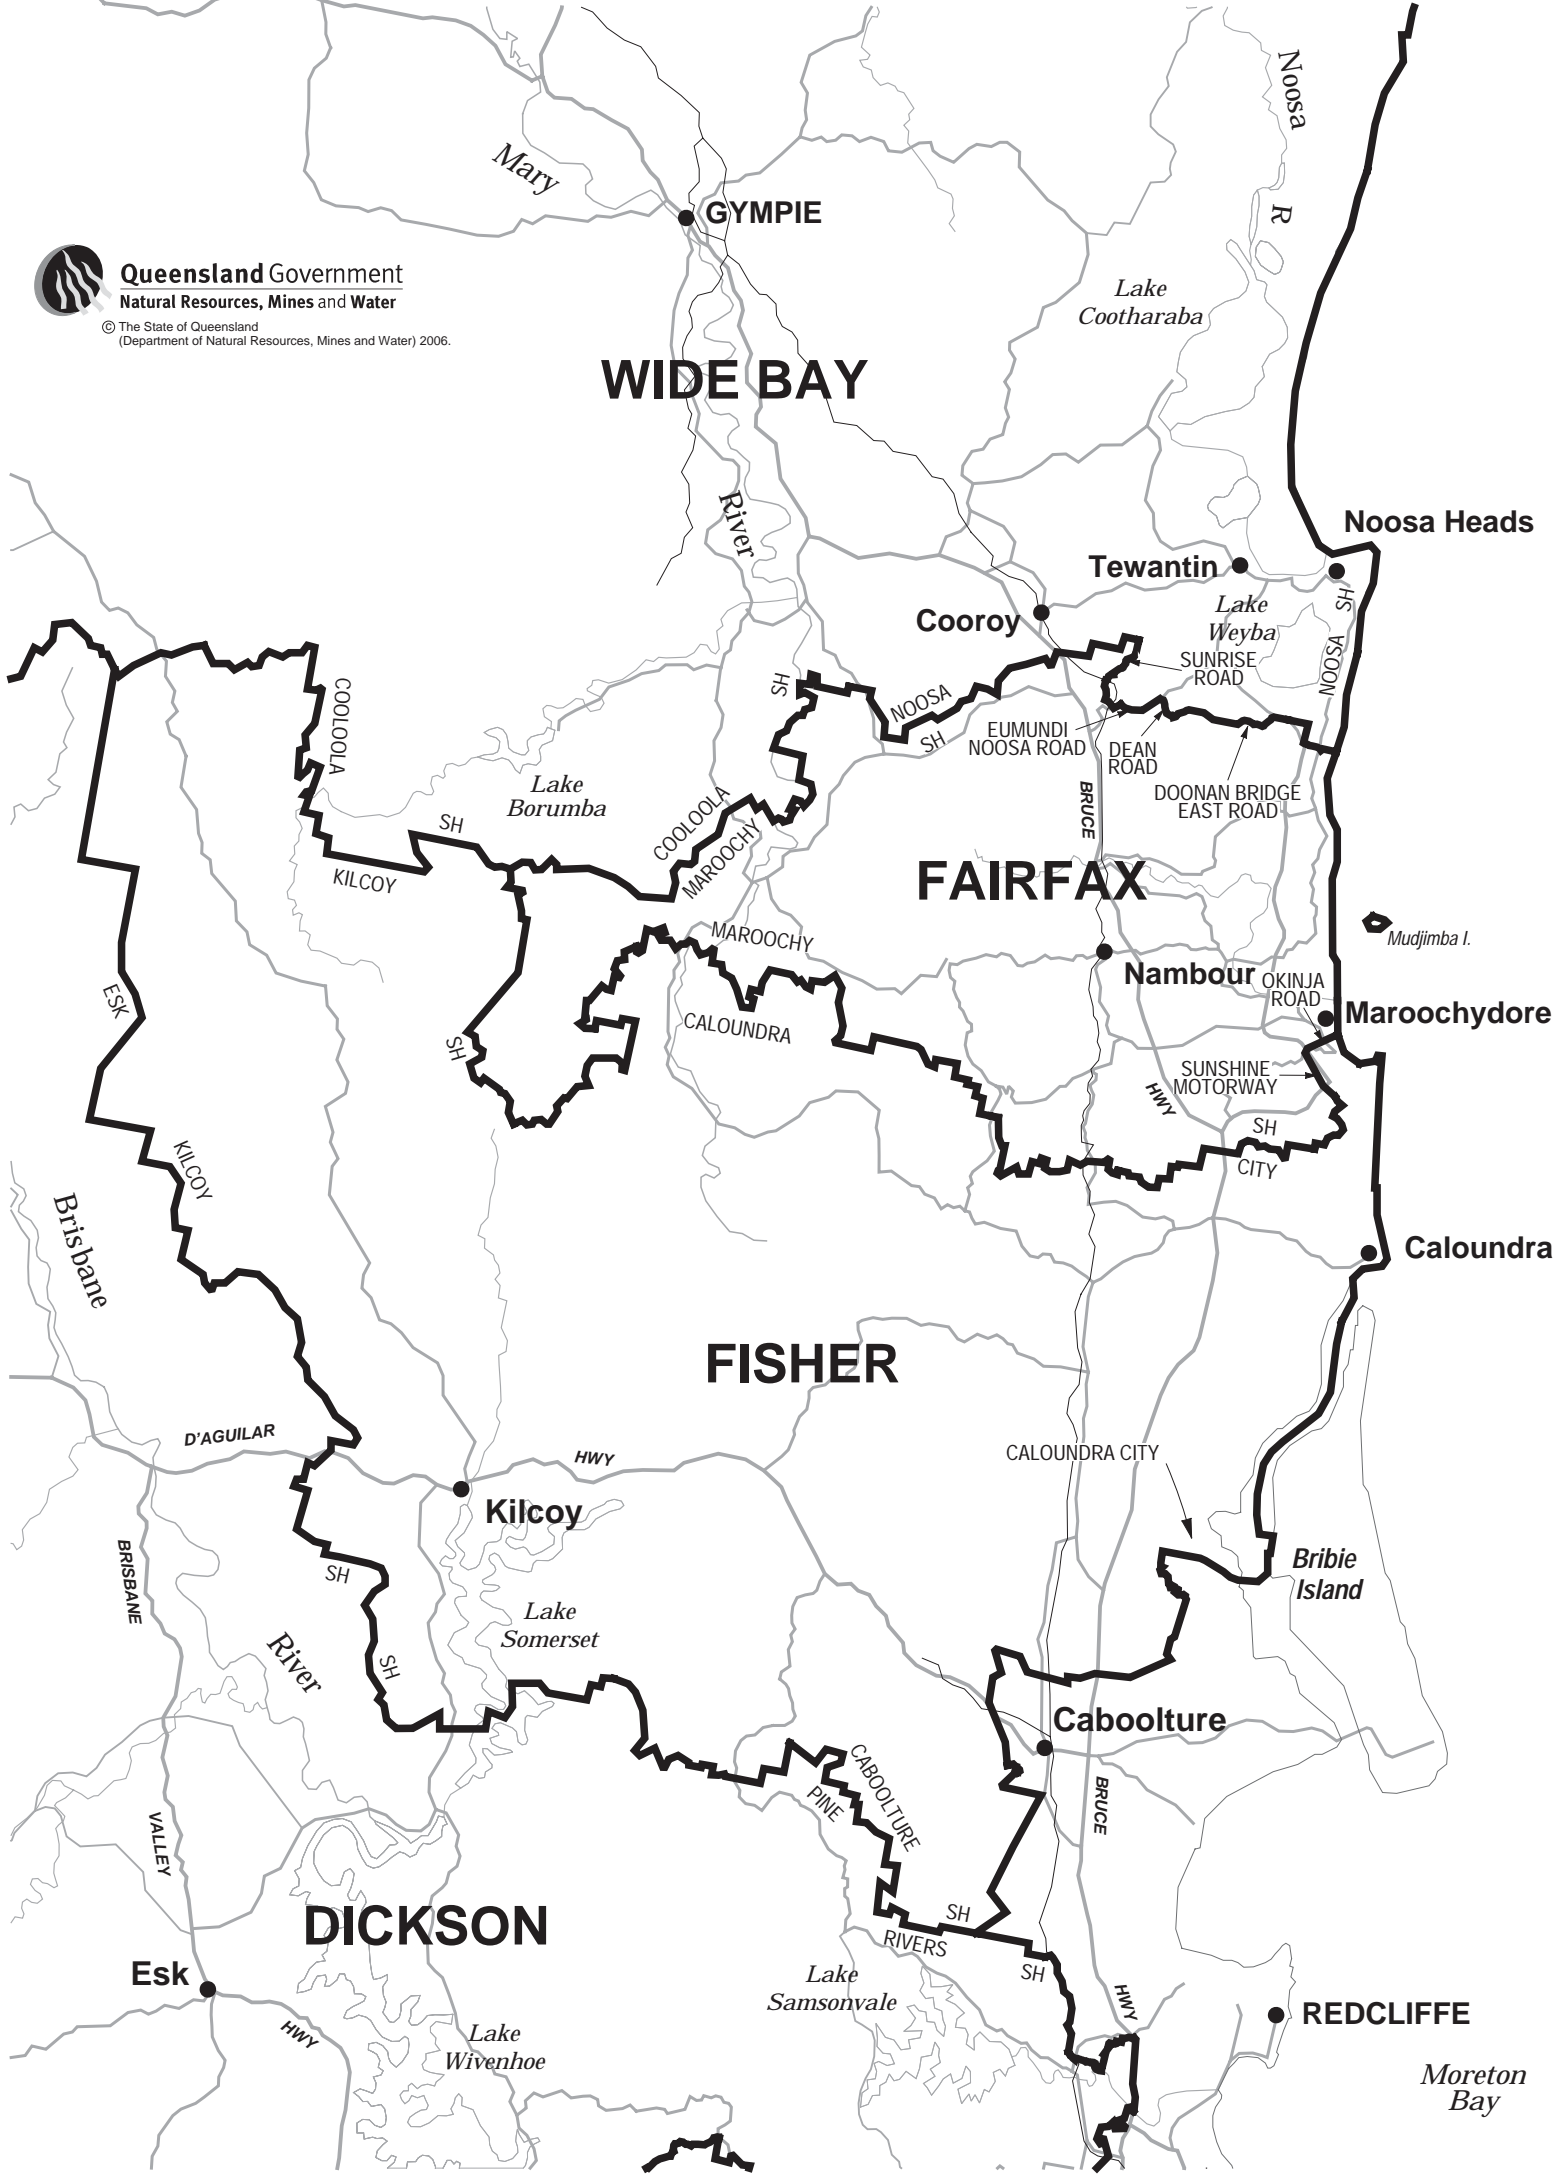 Noosa
R
Mary
GYMPIE
Queensland Government
Natural Resources, Mines and Water
© The State of Queensland
(Department of Natural Resources, Mines and Water) 2006.
Lake
Cootharaba
WIDE BAY
River
Noosa Heads
Tewantin
Cooroy
Lake
Weyba
SH
NOOSA
SUNRISE
ROAD
COOLOOLA
SH
NOOSA
SH
EUMUNDI
NOOSA ROAD
DEAN
ROAD
DOONAN BRIDGE
EAST ROAD
Lake
Borumba
BRUCE
SH
COOLOOLA
MAROOCHY
KILCOY
FAIRFAX
MAROOCHY
Mudjimba I.
Nambour
OKINJA
ROAD
ESK
Maroochydore
CALOUNDRA
SH
SUNSHINE
MOTORWAY
HWY
SH
CITY
KILCOY
Brisbane
Caloundra
FISHER
D'AGUILAR
HWY
CALOUNDRA CITY
Kilcoy
BRISBANE
SH
Bribie
Island
Lake
Somerset
River
SH
Caboolture
CABOOLTURE
PINE
BRUCE
VALLEY
DICKSON
SH
RIVERS
SH
Esk
Lake
Samsonvale
HWY
REDCLIFFE
HWY
Lake
Wivenhoe
Moreton
Bay